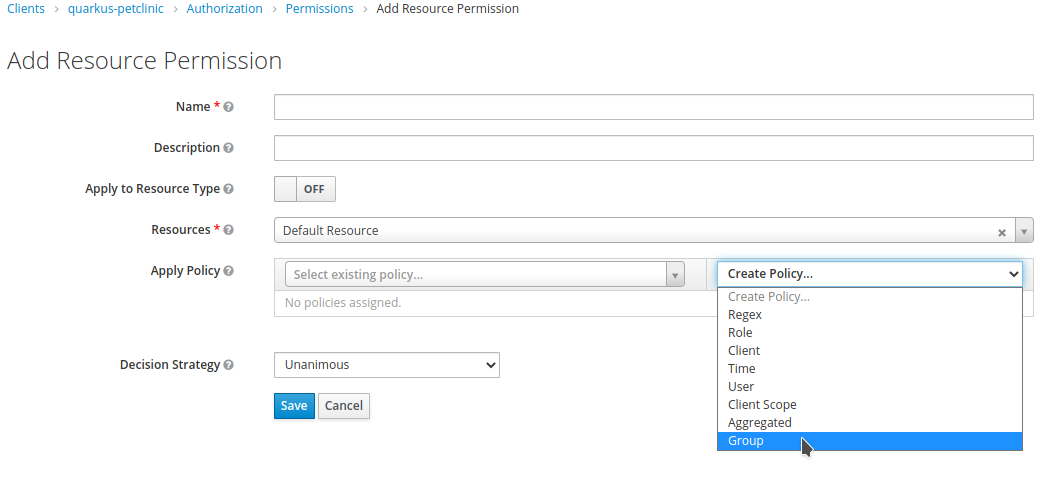 Clients > quarkus-petclinic > Authorization > Permissions > Add Resource Permission
Add Resource Permission
Name *
Description
Apply to Resource Type OFF
Resources * Default Resource
Apply Policy Select existing policy... Create Policy...
No policies assigned. Create Policy...
Regex
Role
Client
Time
User
Client Scope
Aggregated
Group
Decision Strategy Unanimous
Save Cancel